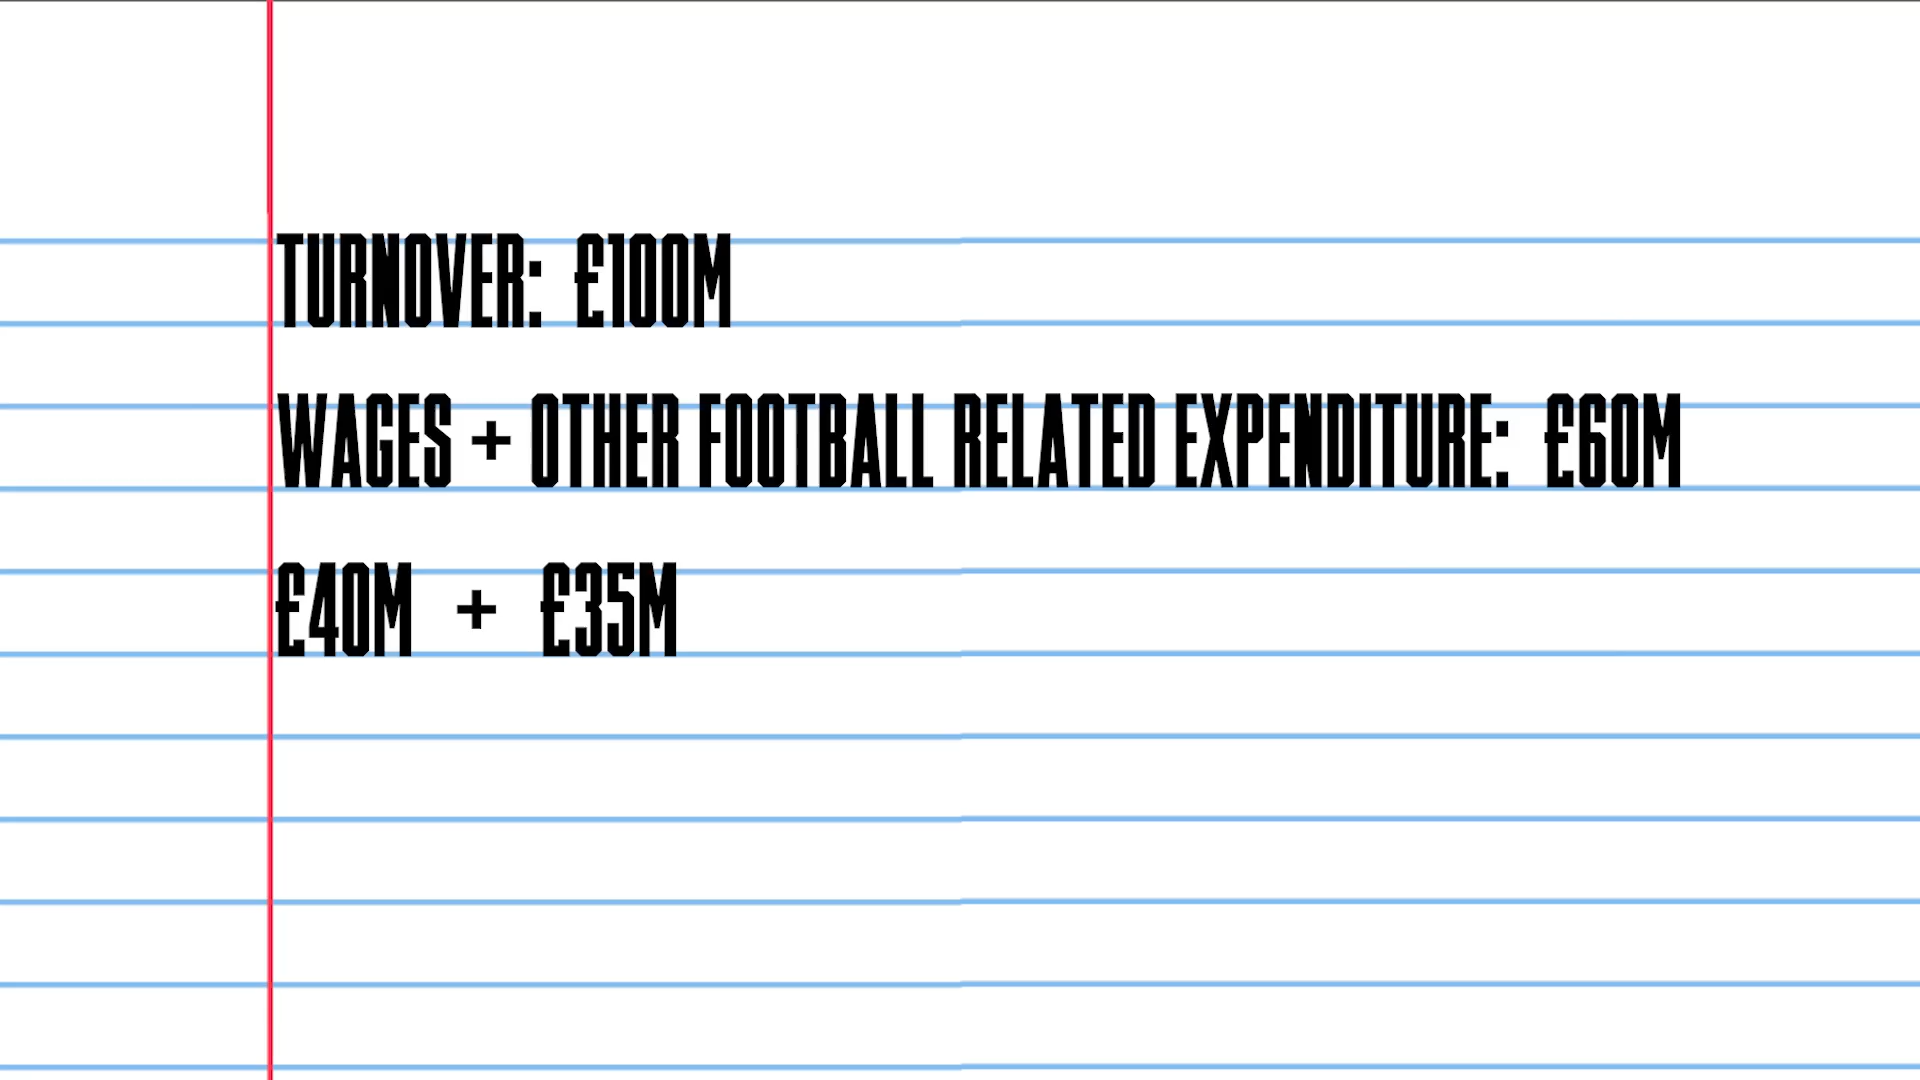 TURNOVER: £100M
WAGES + OTHER FOOTBALL RELATED EXPENDITURE: £60M
£40M + £35M